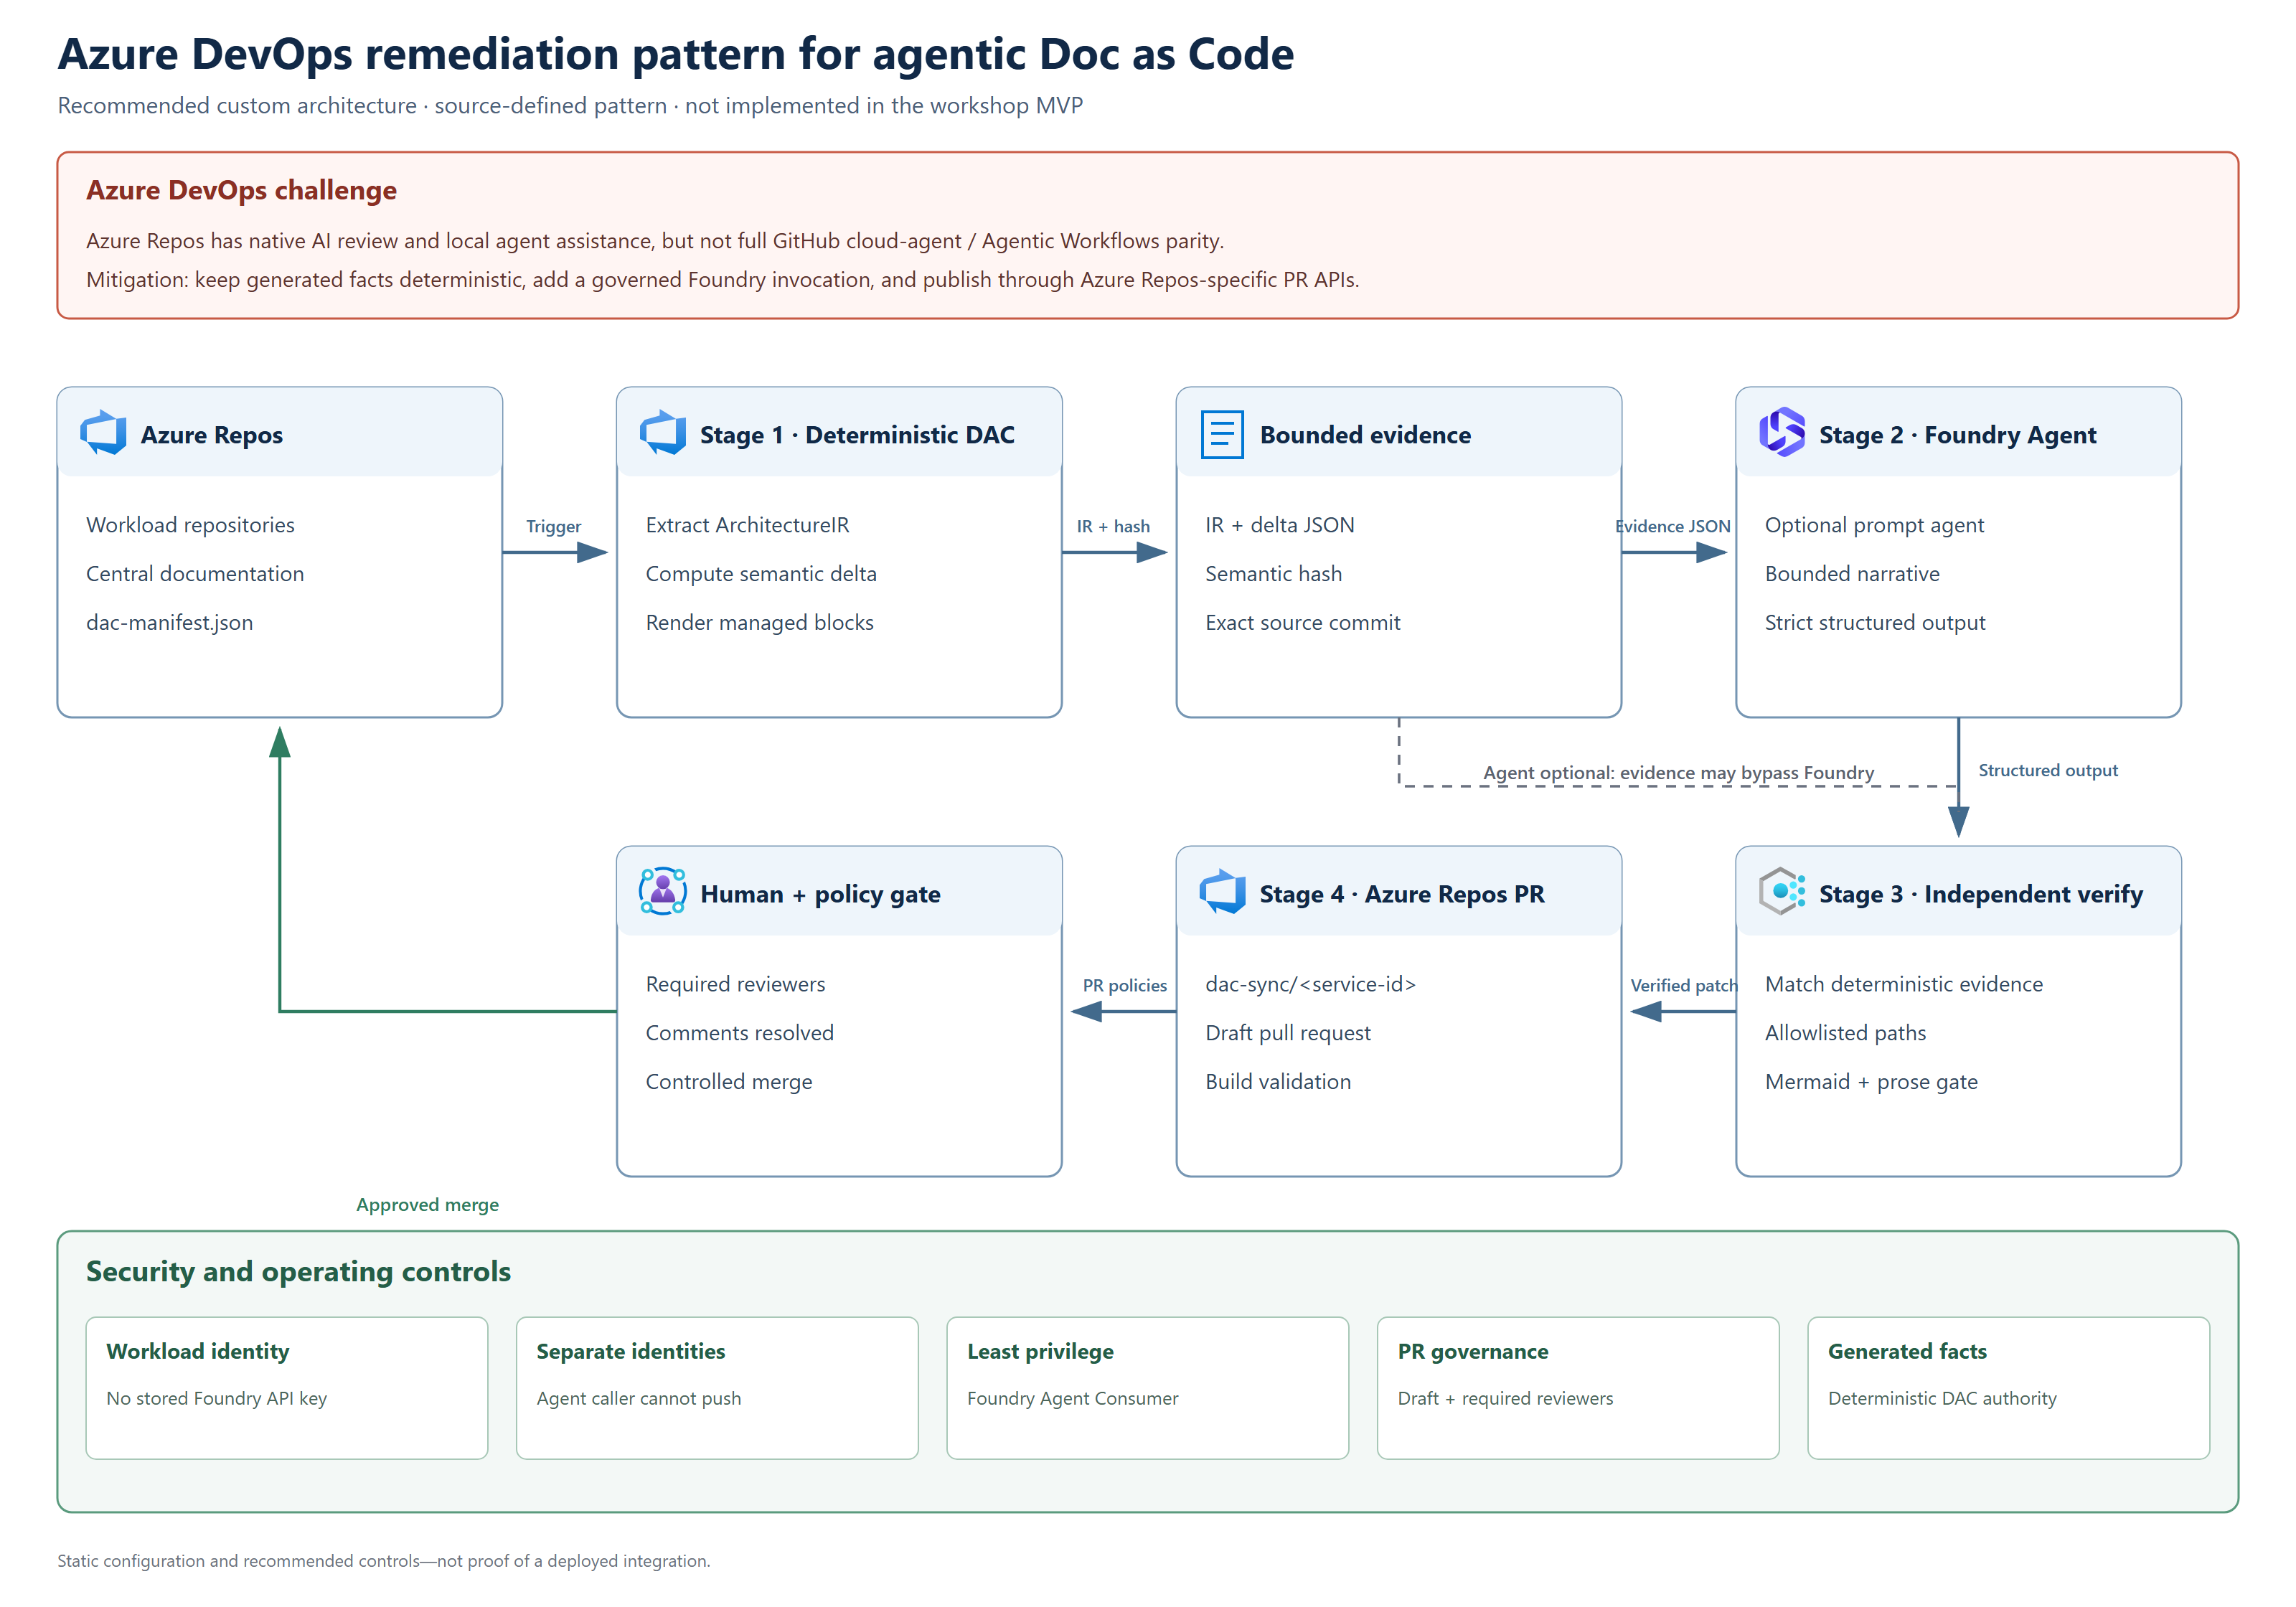 Azure DevOps remediation pattern for agentic Doc as Code
Recommended custom architecture · source-defined pattern · not implemented in the workshop MVP
Azure DevOps challenge
Azure Repos has native AI review and local agent assistance, but not full GitHub cloud-agent / Agentic Workflows parity.
Mitigation: keep generated facts deterministic, add a governed Foundry invocation, and publish through Azure Repos-specific PR APIs.
Azure Repos
Workload repositories
Central documentation
dac-manifest.json
Trigger
Stage 1 · Deterministic DAC
Extract ArchitectureIR
Compute semantic delta
Render managed blocks
IR + hash
Bounded evidence
IR + delta JSON
Semantic hash
Exact source commit
Evidence JSON
Stage 2 · Foundry Agent
Optional prompt agent
Bounded narrative
Strict structured output
Agent optional: evidence may bypass Foundry
Structured output
Human + policy gate
Required reviewers
Comments resolved
Controlled merge
PR policies
Stage 4 · Azure Repos PR
dac-sync/<service-id>
Draft pull request
Build validation
Verified patch
Stage 3 · Independent verify
Match deterministic evidence
Allowlisted paths
Mermaid + prose gate
Approved merge
Security and operating controls
Workload identity
No stored Foundry API key
Separate identities
Agent caller cannot push
Least privilege
Foundry Agent Consumer
PR governance
Draft + required reviewers
Generated facts
Deterministic DAC authority
Static configuration and recommended controls—not proof of a deployed integration.